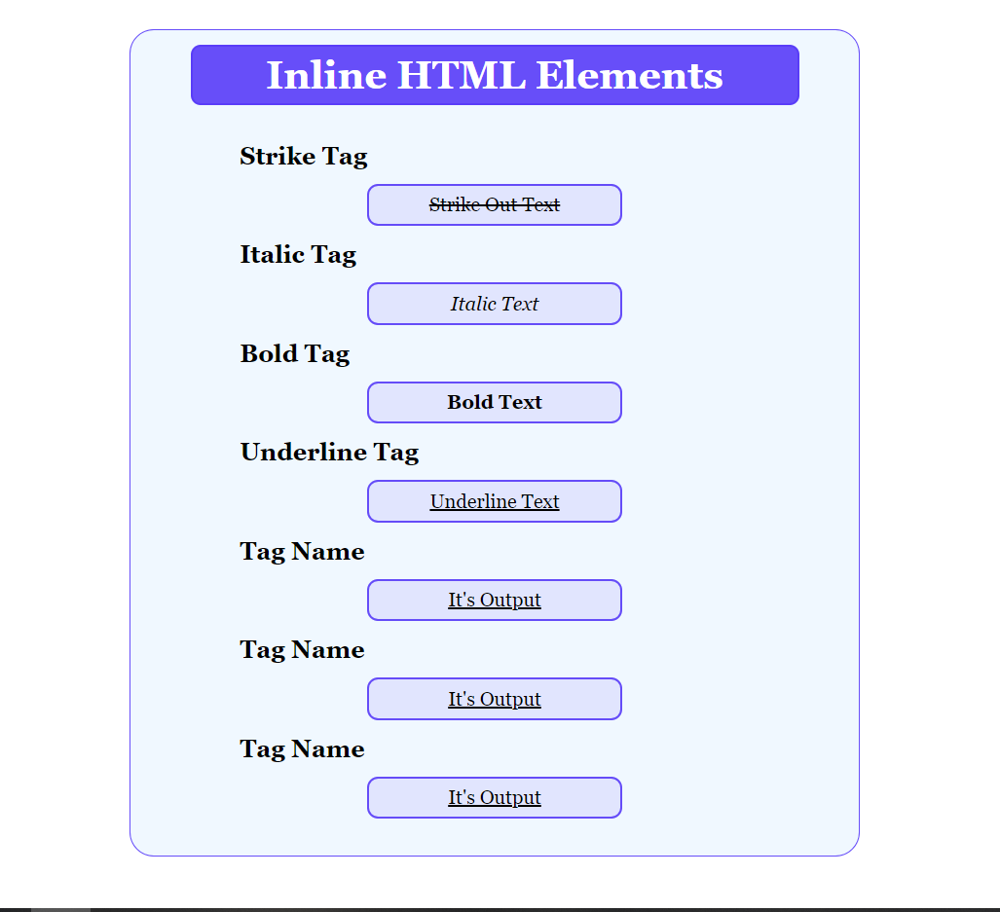 Inline HTML Elements
Strike Tag
Strike Out Text
Italic Tag
Italic Text
Bold Tag
Bold Text
Underline Tag
Underline Text
Tag Name
It's Output
Tag Name
It's Output
Tag Name
It's Output